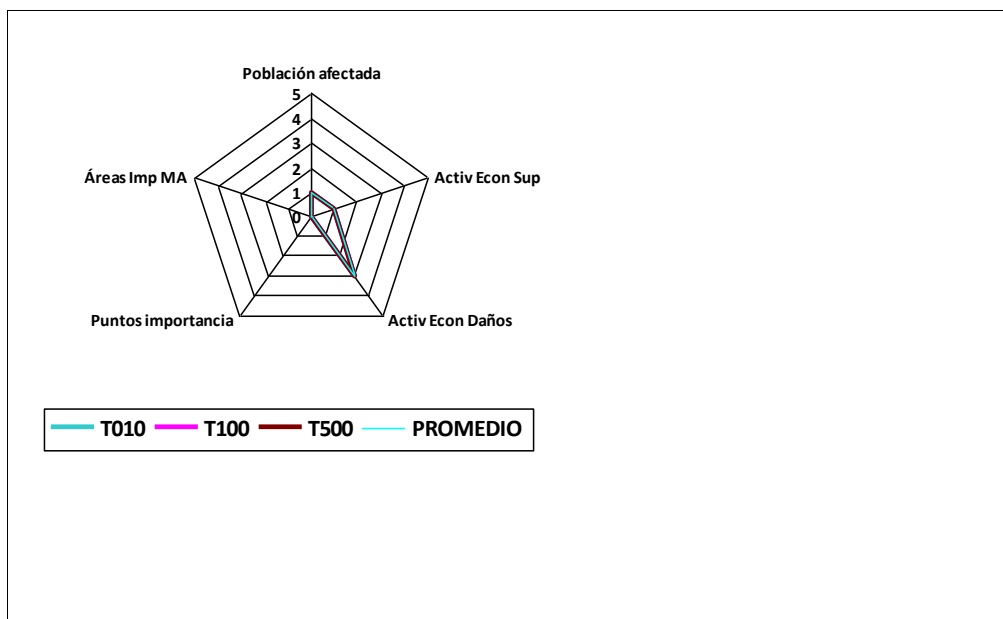 Población afectada
5
4
3
2
1
0
Áreas Imp MA
Activ Econ Sup
Puntos importancia
Activ Econ Daños
T010 T100 T500 PROMEDIO